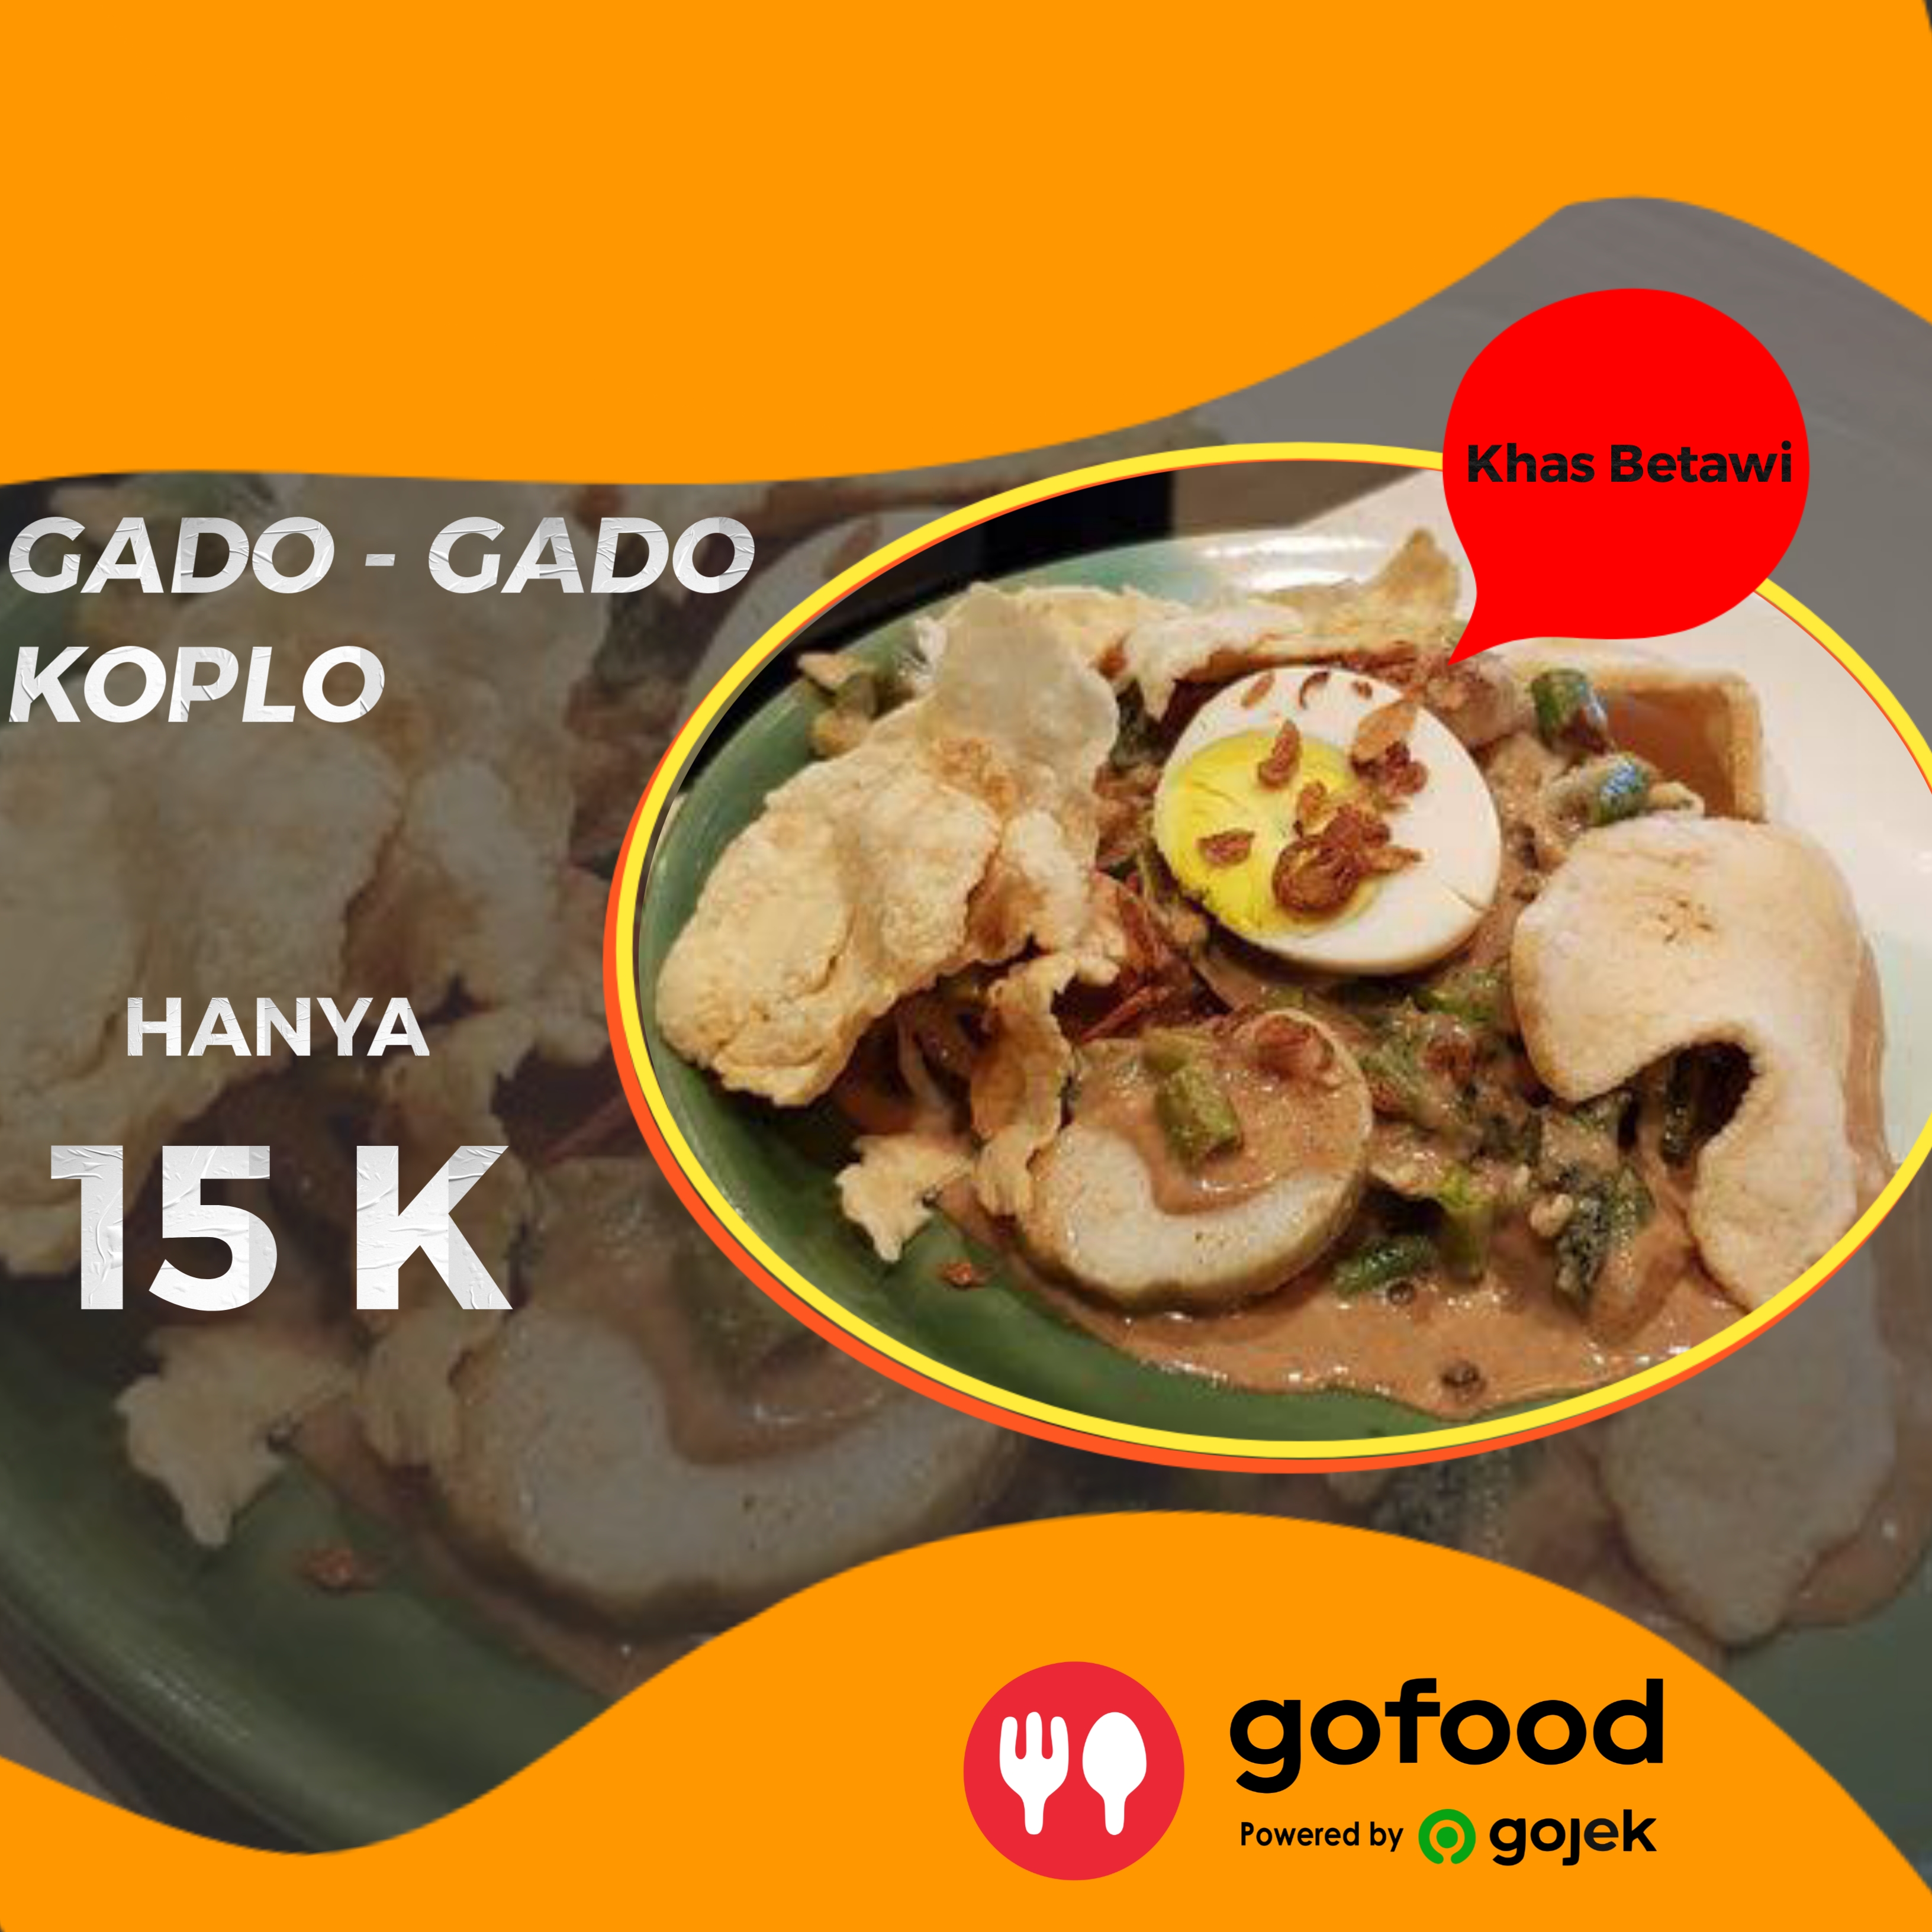 Khas Betawi
GADO - GADO
KOPLO
HANYA
15 K
gofood
Powered by gojek